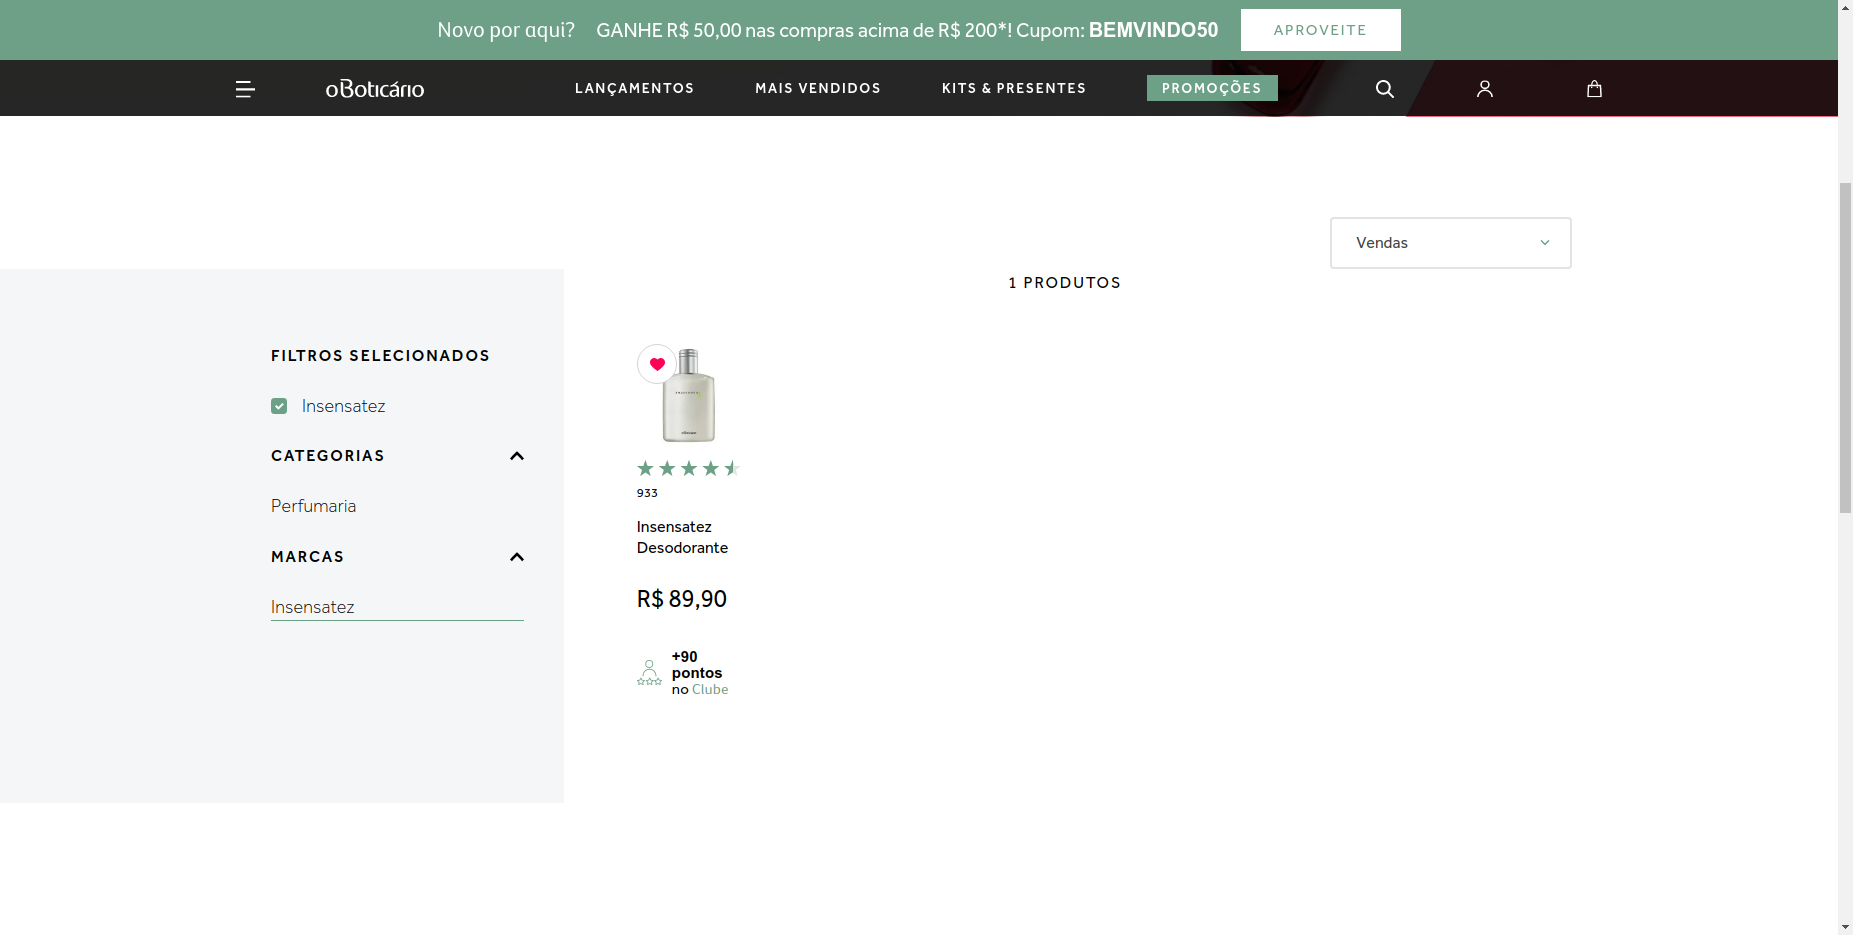 Novo por aqui? GANHE R$ 50,00 nas compras acima de R$ 200*! Cupom: BEMVINDO50 APROVEITE
oBoticário LANÇAMENTOS MAIS VENDIDOS KITS & PRESENTES PROMOÇÕES
Vendas
1 PRODUTOS
FILTROS SELECIONADOS
Insensatez
CATEGORIAS
Perfumaria
MARCAS
Insensatez
933
Insensatez
Desodorante
R$ 89,90
+90
pontos
no Clube